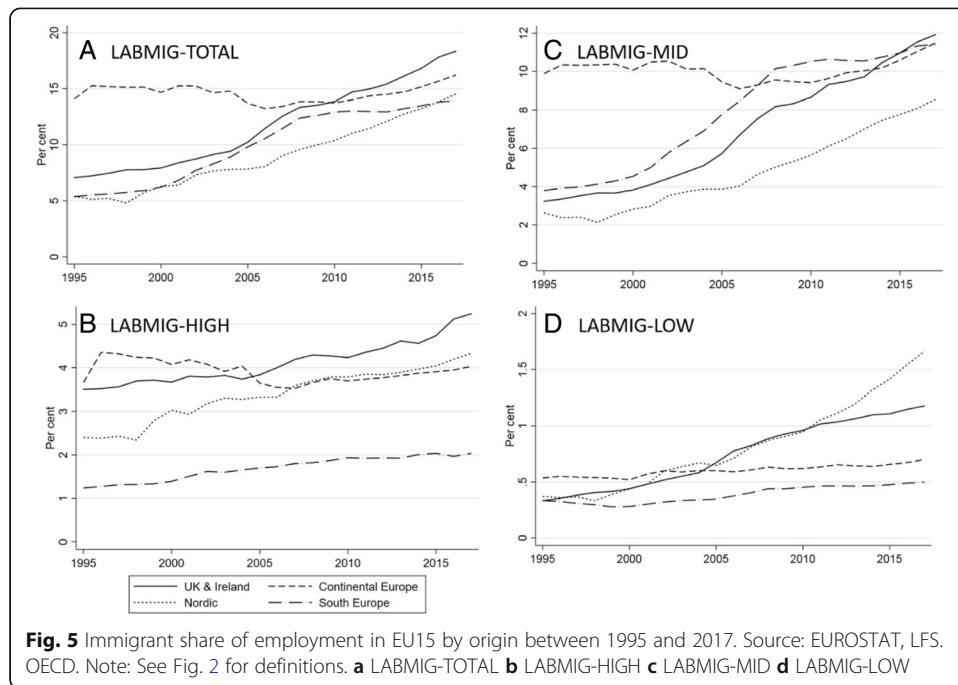 A LABMIG-TOTAL
Per cent
20
15
10
5
0
1995 2000 2005 2010 2015
C LABMIG-MID
Per cent
12
10
8
6
4
2
0
1995 2000 2005 2010 2015
B LABMIG-HIGH
Per cent
5
4
3
2
1
0
1995 2000 2005 2010 2015
D LABMIG-LOW
Per cent
2
1.5
1
.5
0
1995 2000 2005 2010 2015
UK & Ireland Continental Europe
Nordic South Europe
Fig. 5 Immigrant share of employment in EU15 by origin between 1995 and 2017. Source: EUROSTAT, LFS.
OECD. Note: See Fig. 2 for definitions. a LABMIG-TOTAL b LABMIG-HIGH c LABMIG-MID d LABMIG-LOW